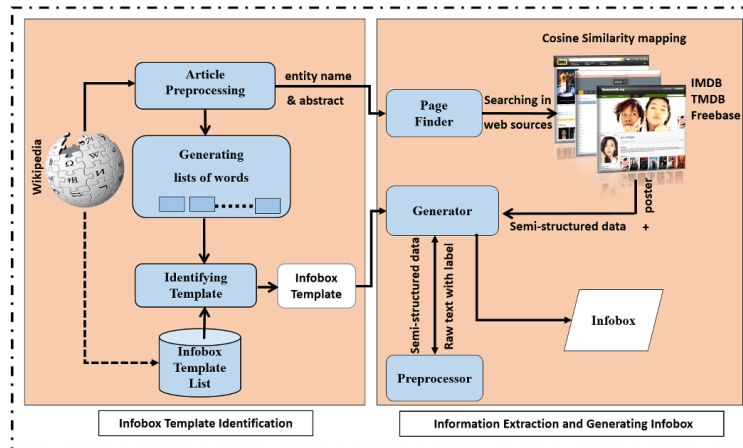 Wikipedia
Article
Preprocessing
entity name
& abstract
Generating
lists of words
Identifying
Template
Infobox
Template
Infobox
Template
List
Infobox Template Identification
Cosine Similarity mapping
IMDB
TMDB
Freebase
Page
Finder
Searching in
web sources
poster
+
Semi-structured data
Generator
Semi-structured data
Raw text with label
Preprocessor
Infobox
Information Extraction and Generating Infobox